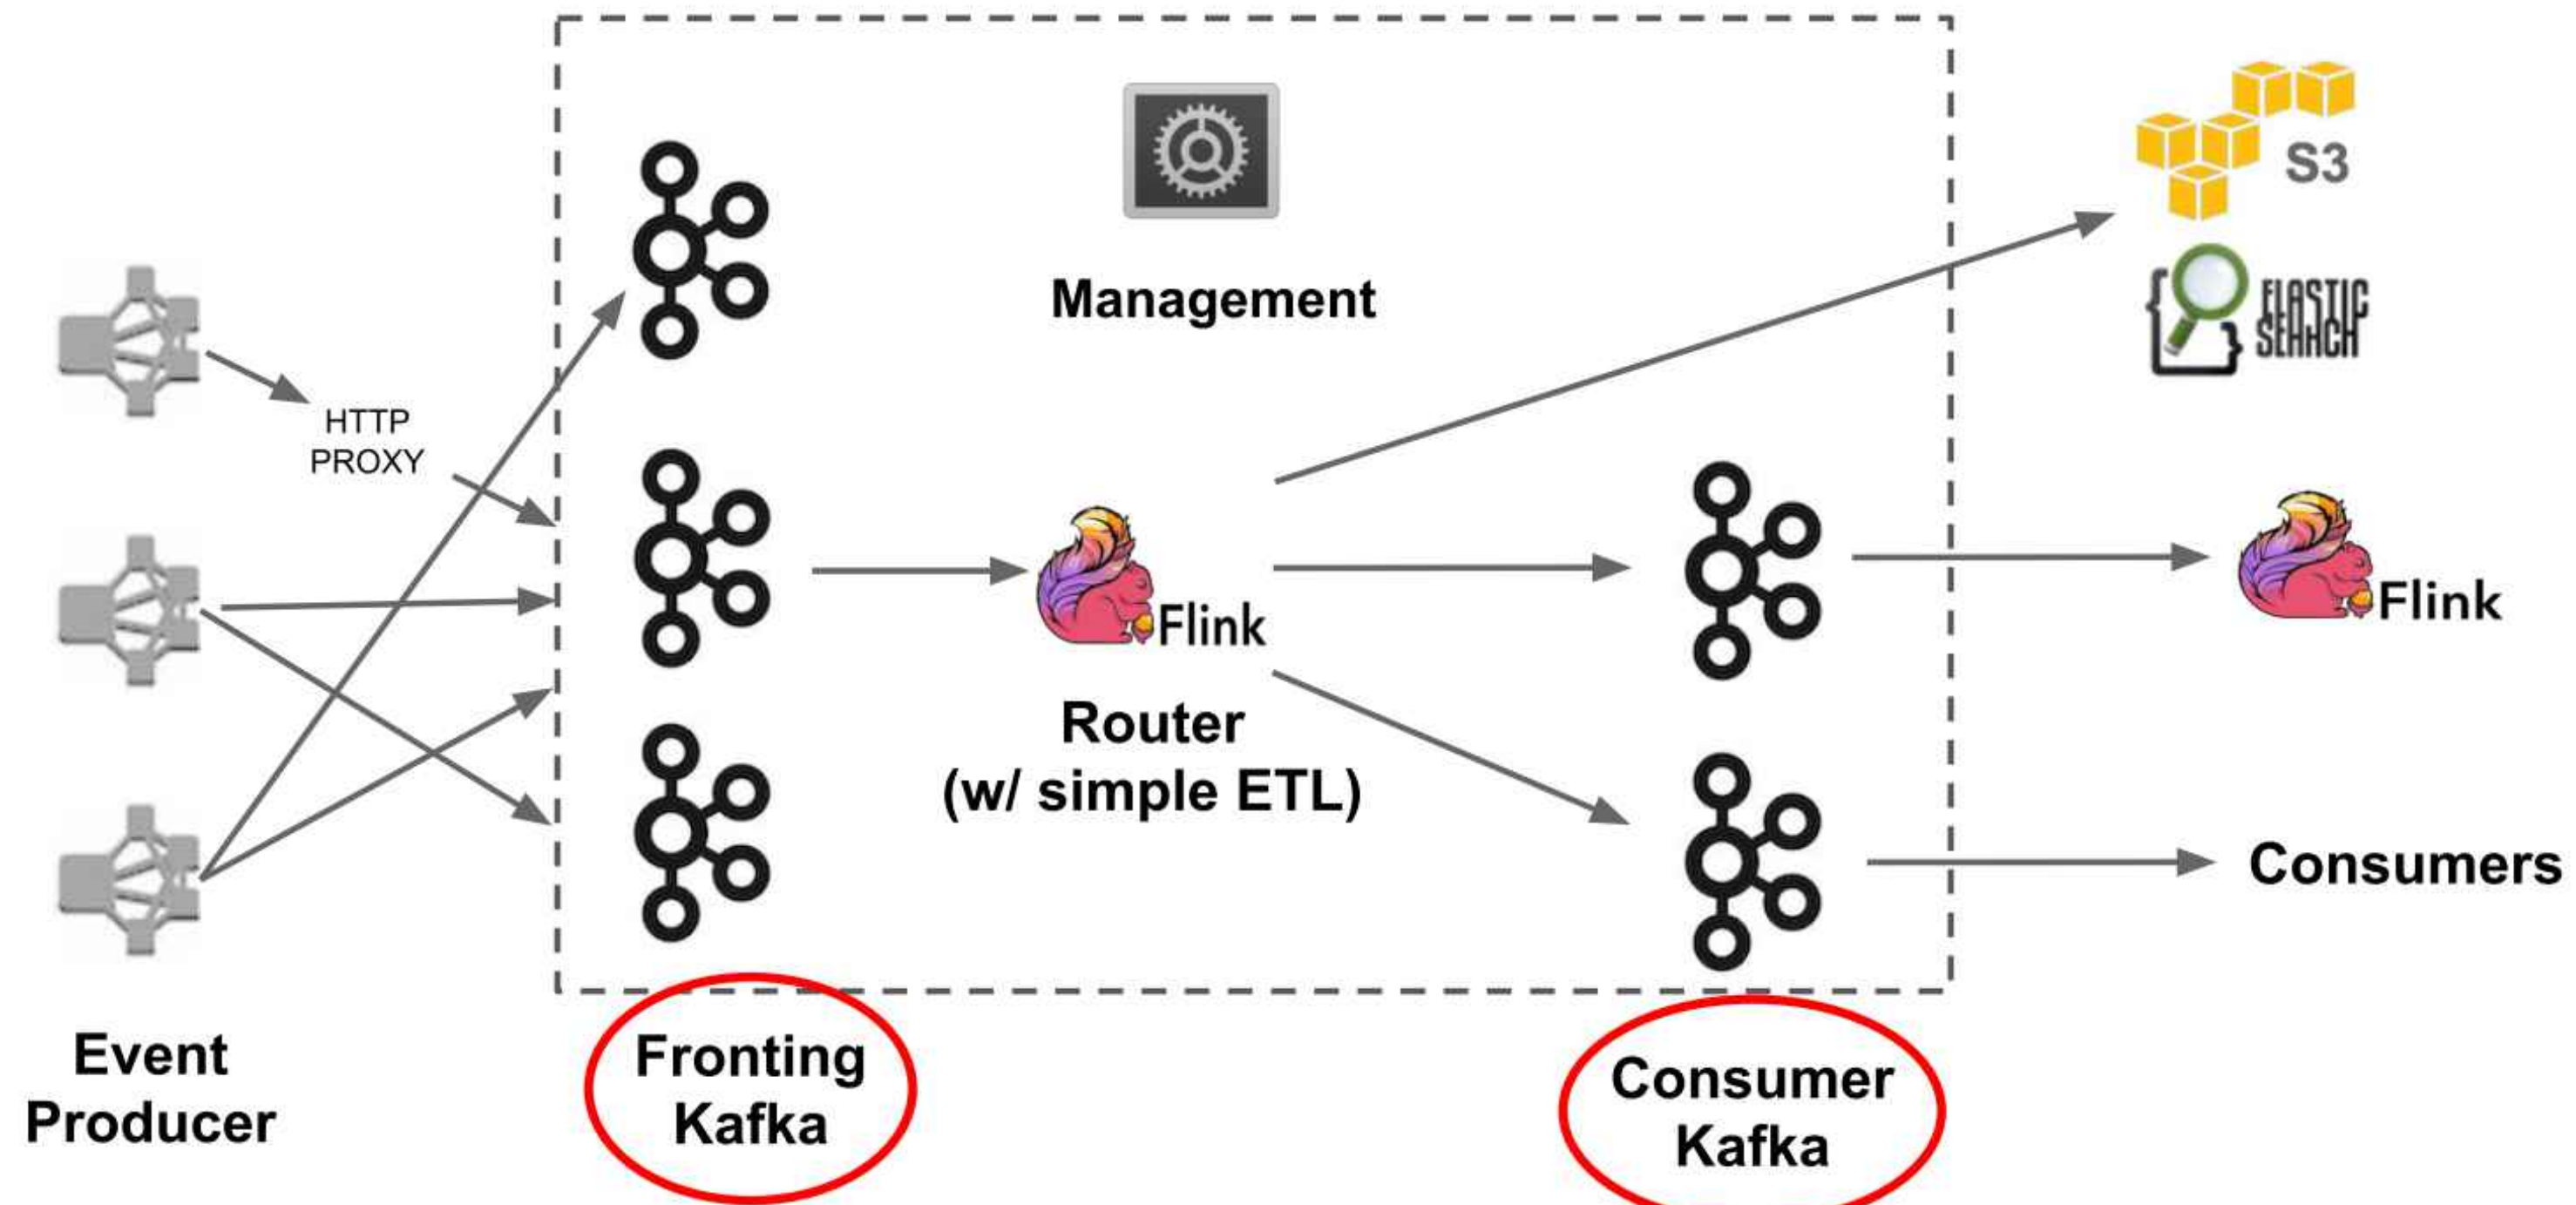 Management
S3
ELASTIC
SEARCH
HTTP
PROXY
Flink
Flink
Router
(w/ simple ETL)
Consumers
Event
Producer
Fronting
Kafka
Consumer
Kafka